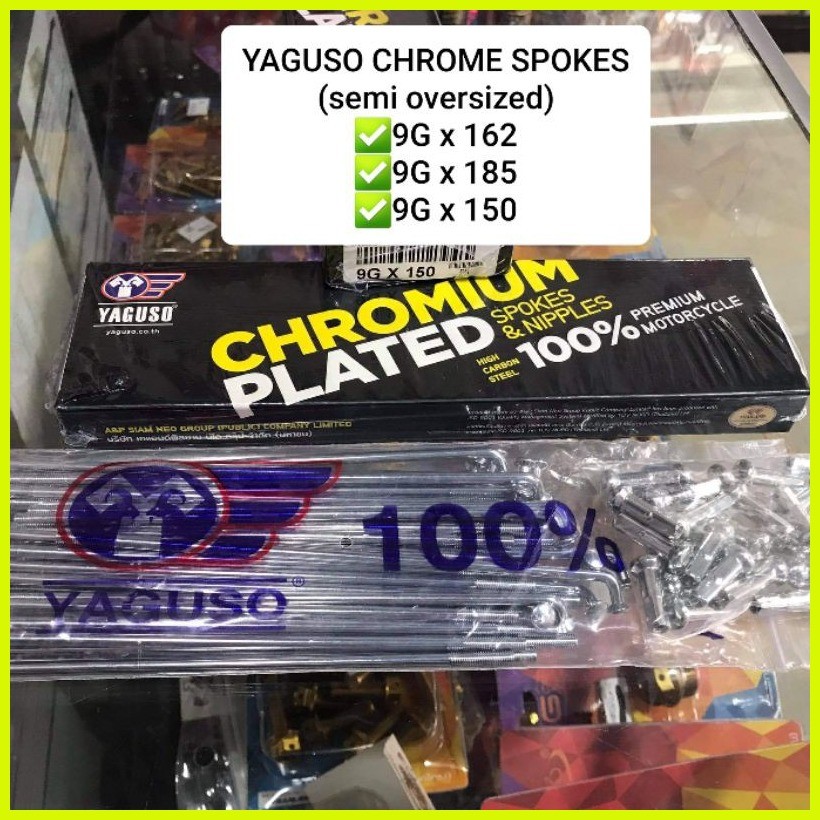 YAGUSO CHROME SPOKES
(semi oversized)
✅9G x 162
✅9G x 185
✅9G x 150
9G X 150
YAGUSO
yaguso.co.th
CHROMIUM
PLATED
SPOKES
& NIPPLES
HIGH
CARBON
STEEL
100%
PREMIUM
MOTORCYCLE
A&P SIAM NEO GROUP (PUBLIC) COMPANY LIMITED
100%
YAGUSO